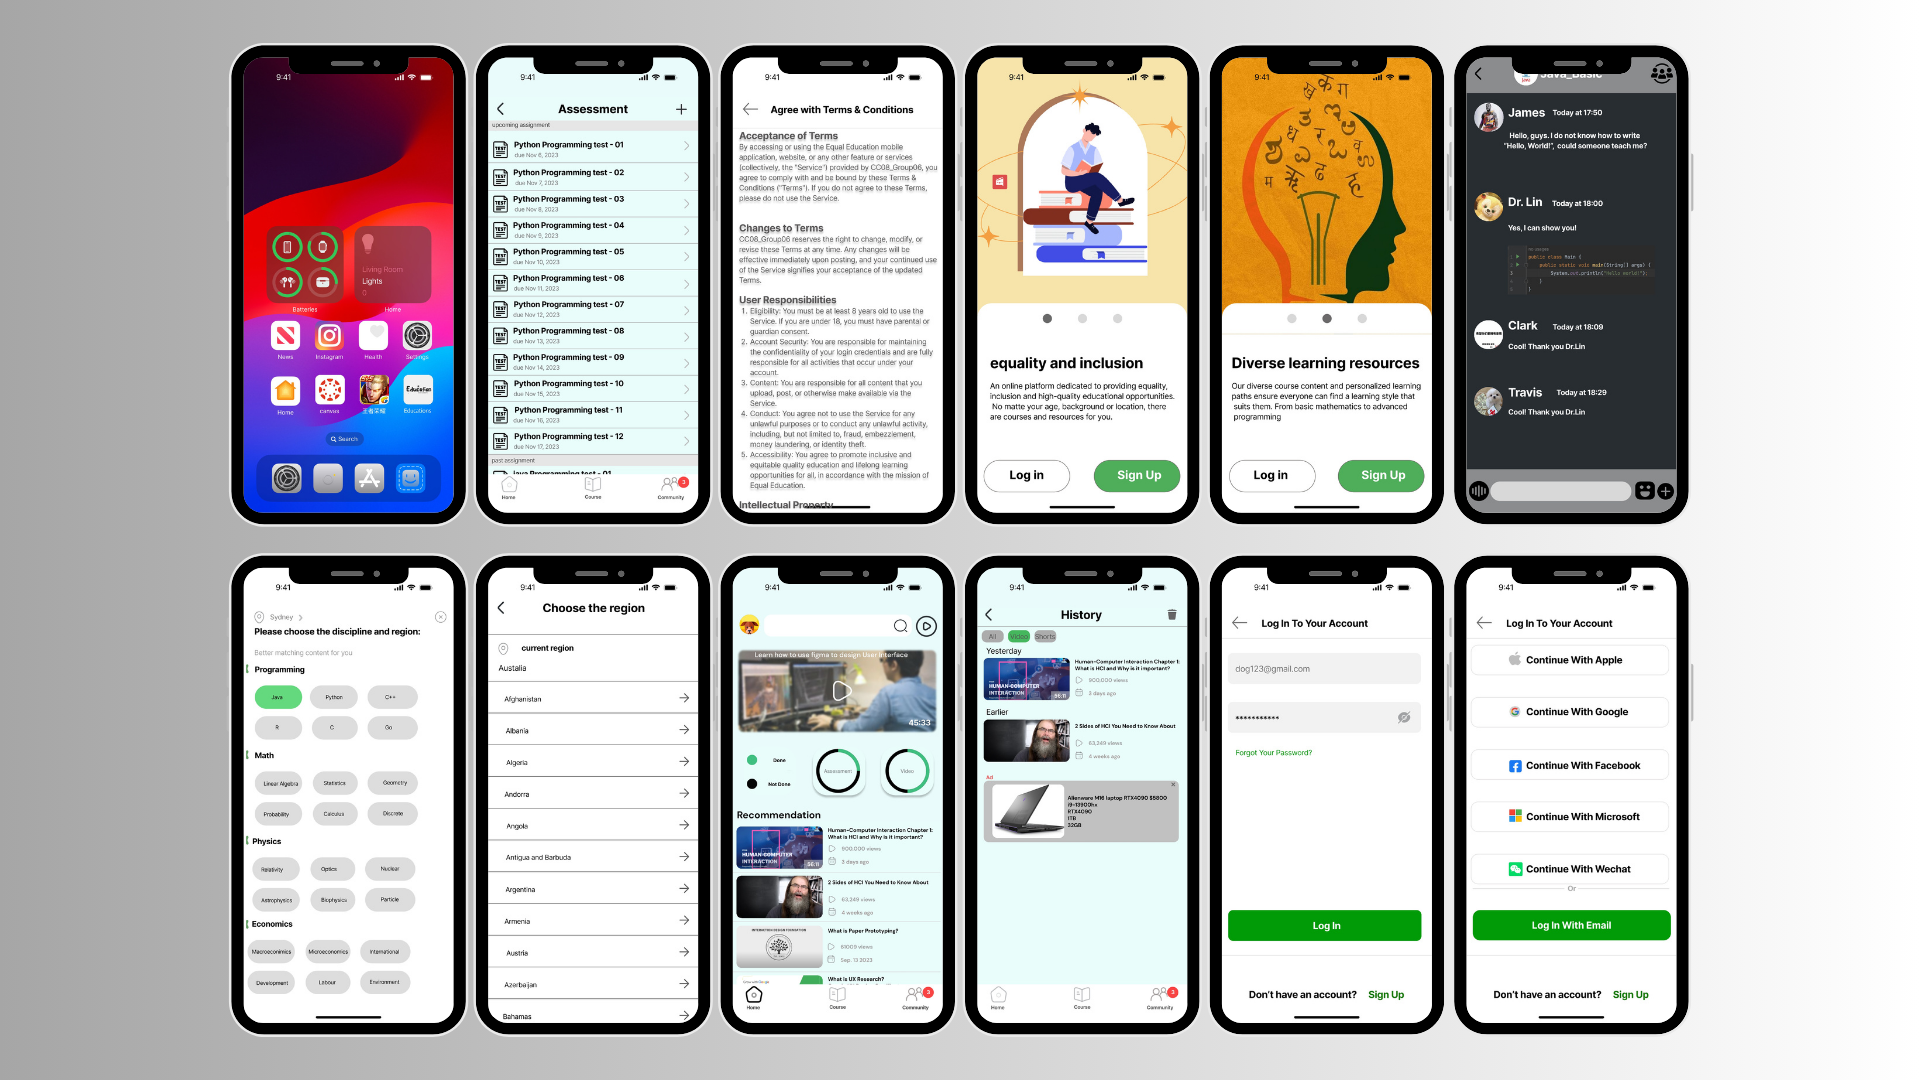 9:41
Living Room
Lights
Batteries
Home
News
Instagram
Health
Settings
Home
canvas
王者荣耀
Education
Educations
Search
9:41
Assessment
upcoming assignment
Python Programming test - 01
due Nov 6, 2023
Python Programming test - 02
due Nov 7, 2023
Python Programming test - 03
due Nov 8, 2023
Python Programming test - 04
due Nov 9, 2023
Python Programming test - 05
due Nov 10, 2023
Python Programming test - 06
due Nov 11, 2023
Python Programming test - 07
due Nov 12, 2023
Python Programming test - 08
due Nov 13, 2023
Python Programming test - 09
due Nov 14, 2023
Python Programming test - 10
due Nov 15, 2023
Python Programming test - 11
due Nov 16, 2023
Python Programming test - 12
due Nov 17, 2023
past assignment
Java Programming test - 01
Home
Course
Community
3
9:41
Agree with Terms & Conditions
Acceptance of Terms
By accessing or using the Equal Education mobile
application, website, or any other feature or services
(collectively, the "Service") provided by CC08_Group06, you
agree to comply with and be bound by these Terms &
Conditions ("Terms"). If you do not agree to these Terms,
please do not use the Service.
Changes to Terms
CC08_Group06 reserves the right to change, modify, or
revise these Terms at any time. Any changes will be
effective immediately upon posting, and your continued use
of the Service signifies your acceptance of the updated
Terms.
User Responsibilities
1. Eligibility: You must be at least 8 years old to use the
Service. If you are under 18, you must have parental or
guardian consent.
2. Account Security: You are responsible for maintaining
the confidentiality of your login credentials and are fully
responsible for all activities that occur under your
account.
3. Content: You are responsible for all content that you
upload, post, or otherwise make available via the
Service.
4. Conduct: You agree not to use the Service for any
unlawful purposes or to conduct any unlawful activity,
including, but not limited to, fraud, embezzlement,
money laundering, or identity theft.
5. Accessibility: You agree to promote inclusive and
equitable quality education and lifelong learning
opportunities for all, in accordance with the mission of
Equal Education.
Intellectual Property
9:41
equality and inclusion
An online platform dedicated to providing equality,
inclusion and high-quality educational opportunities.
No matte your age, background or location, there
are courses and resources for you.
Log in
Sign Up
9:41
Diverse learning resources
Our diverse course content and personalized learning
paths ensure everyone can find a learning style that
suits them. From basic mathematics to advanced
programming
Log in
Sign Up
Java_Basic
James Today at 17:50
Hello, guys. I do not know how to write
"Hello, World!", could someone teach me?
Dr. Lin Today at 18:00
Yes, I can show you!
public class Main {
public static void main(String[] args) {
System.out.println("Hello world!");
}
}
Clark Today at 18:09
Cool! Thank you Dr.Lin
Travis Today at 18:29
Cool! Thank you Dr.Lin
9:41
Sydney
Please choose the discipline and region:
Better matching content for you
Programming
Java
Python
C++
R
C
Go
Math
Linear Algebra
Statistics
Geometry
Probability
Calculus
Discrete
Physics
Relativity
Optics
Nuclear
Astrophysics
Biophysics
Particle
Economics
Macroeconimics
Microeconomics
International
Development
Labour
Environment
9:41
Choose the region
current region
Austalia
Afghanistan
Albania
Algeria
Andorra
Angola
Antigua and Barbuda
Argentina
Armenia
Austria
Azerbaijan
Bahamas
9:41
Learn how to use figma to design User Interface
45:33
Done
Not Done
Assessment
Video
Recommendation
HUMAN-COMPUTER
INTERACTION
56:11
Human-Computer Interaction Chapter 1:
What is HCI and Why is it important?
900,000 views
3 days ago
2 Sides of HCI You Need to Know About
63,249 views
4 weeks ago
INTERACTION DESIGN FOUNDATION
What is Paper Prototyping?
61009 views
Sep. 13 2023
What is UX Research?
Home
Course
Community
3
9:41
History
All
Video
Shorts
Yesterday
HUMAN-COMPUTER
INTERACTION
56:11
Human-Computer Interaction Chapter 1:
What is HCI and Why is it important?
900,000 views
3 days ago
Earlier
2 Sides of HCI You Need to Know About
63,249 views
4 weeks ago
Ad
Alienware M16 laptop RTX4090 $5800
i9-13900hx
RTX4090
1TB
32GB
Home
Course
Community
3
9:41
Log In To Your Account
dog123@gmail.com
***********
Forgot Your Password?
Log In
Don't have an account? Sign Up
9:41
Log In To Your Account
Continue With Apple
Continue With Google
Continue With Facebook
Continue With Microsoft
Continue With Wechat
Or
Log In With Email
Don't have an account? Sign Up